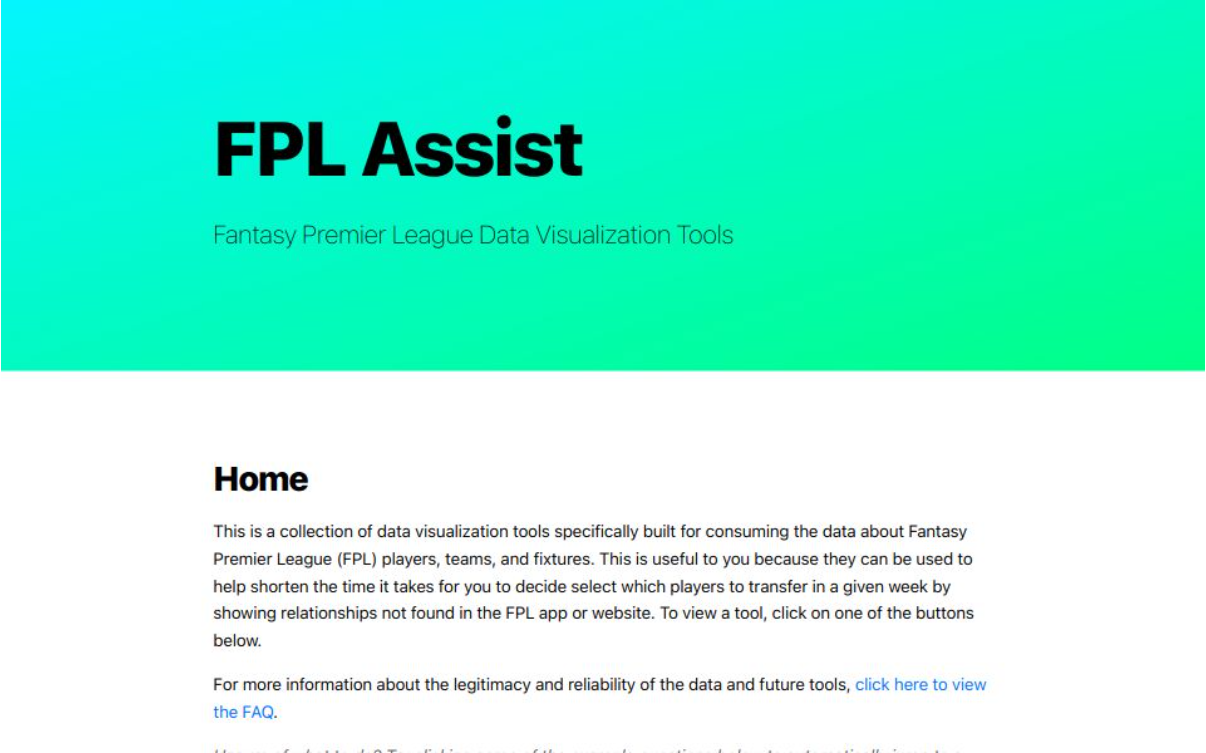 FPL Assist
Fantasy Premier League Data Visualization Tools
Home
This is a collection of data visualization tools specifically built for consuming the data about Fantasy
Premier League (FPL) players, teams, and fixtures. This is useful to you because they can be used to
help shorten the time it takes for you to decide select which players to transfer in a given week by
showing relationships not found in the FPL app or website. To view a tool, click on one of the buttons
below.
For more information about the legitimacy and reliability of the data and future tools, click here to view
the FAQ.